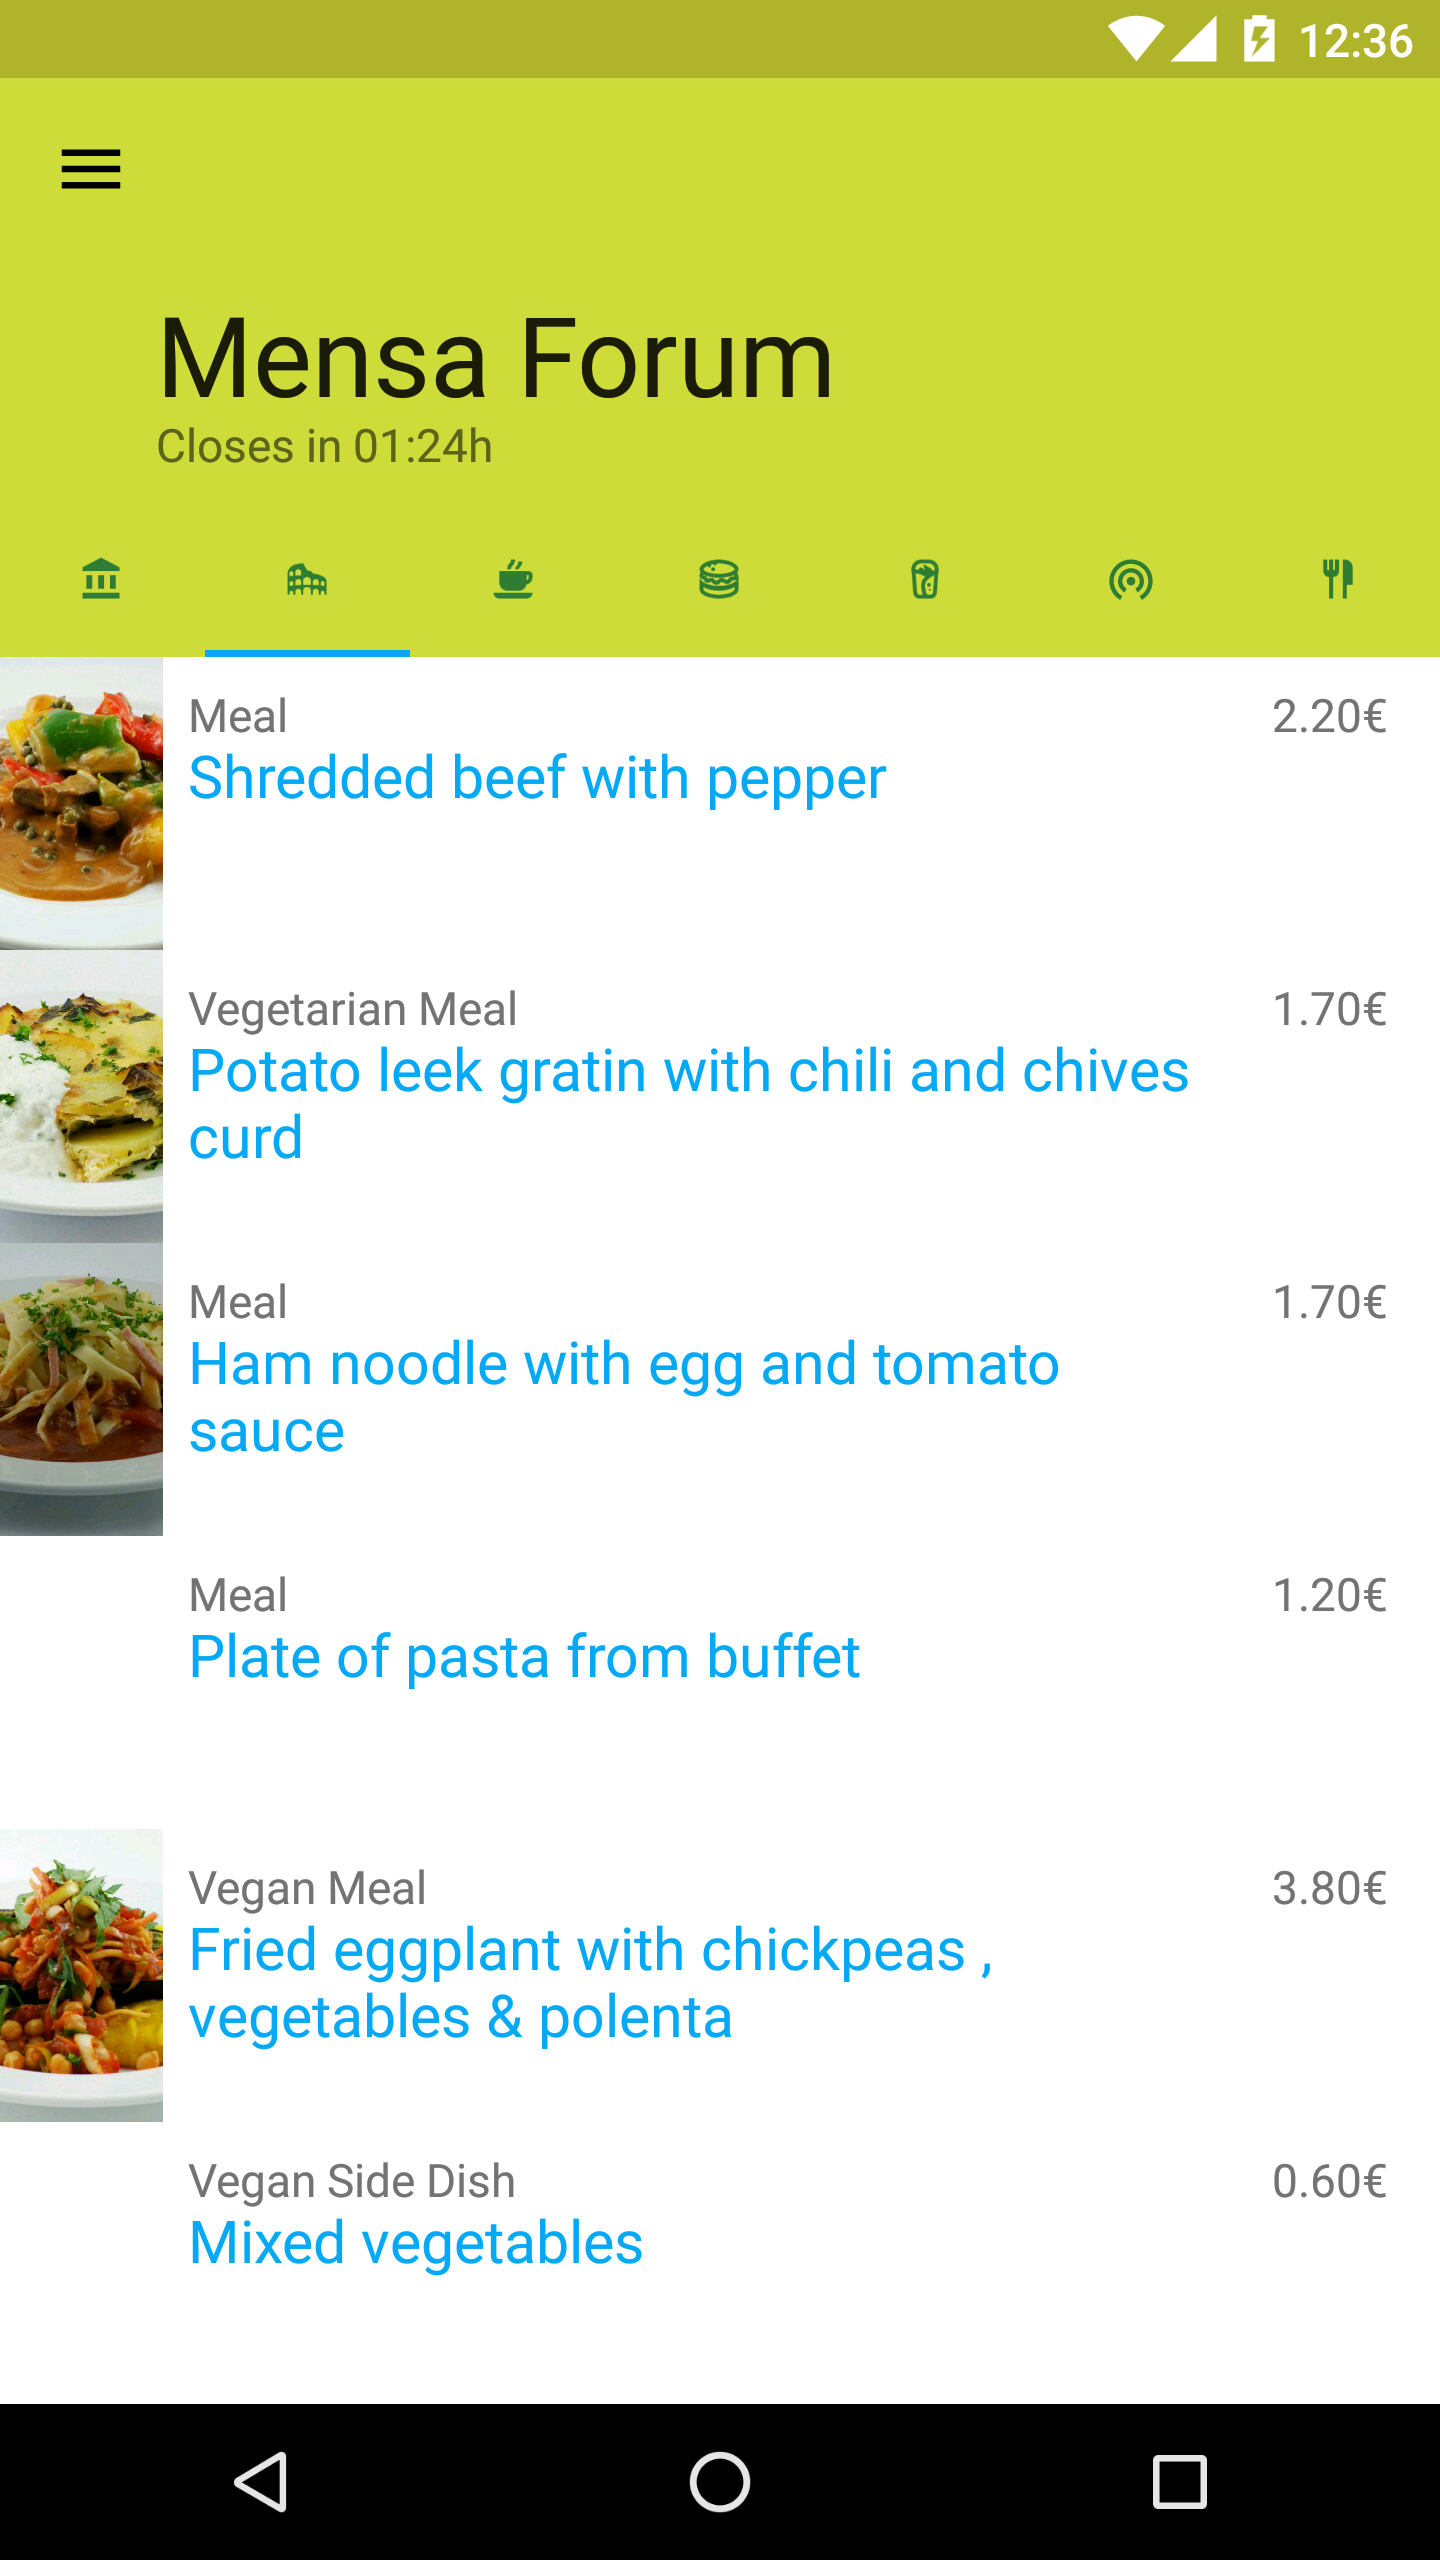 12:36
Mensa Forum
Closes in 01:24h
Meal 2.20€
Shredded beef with pepper
Vegetarian Meal 1.70€
Potato leek gratin with chili and chives
curd
Meal 1.70€
Ham noodle with egg and tomato
sauce
Meal 1.20€
Plate of pasta from buffet
Vegan Meal 3.80€
Fried eggplant with chickpeas ,
vegetables & polenta
Vegan Side Dish 0.60€
Mixed vegetables